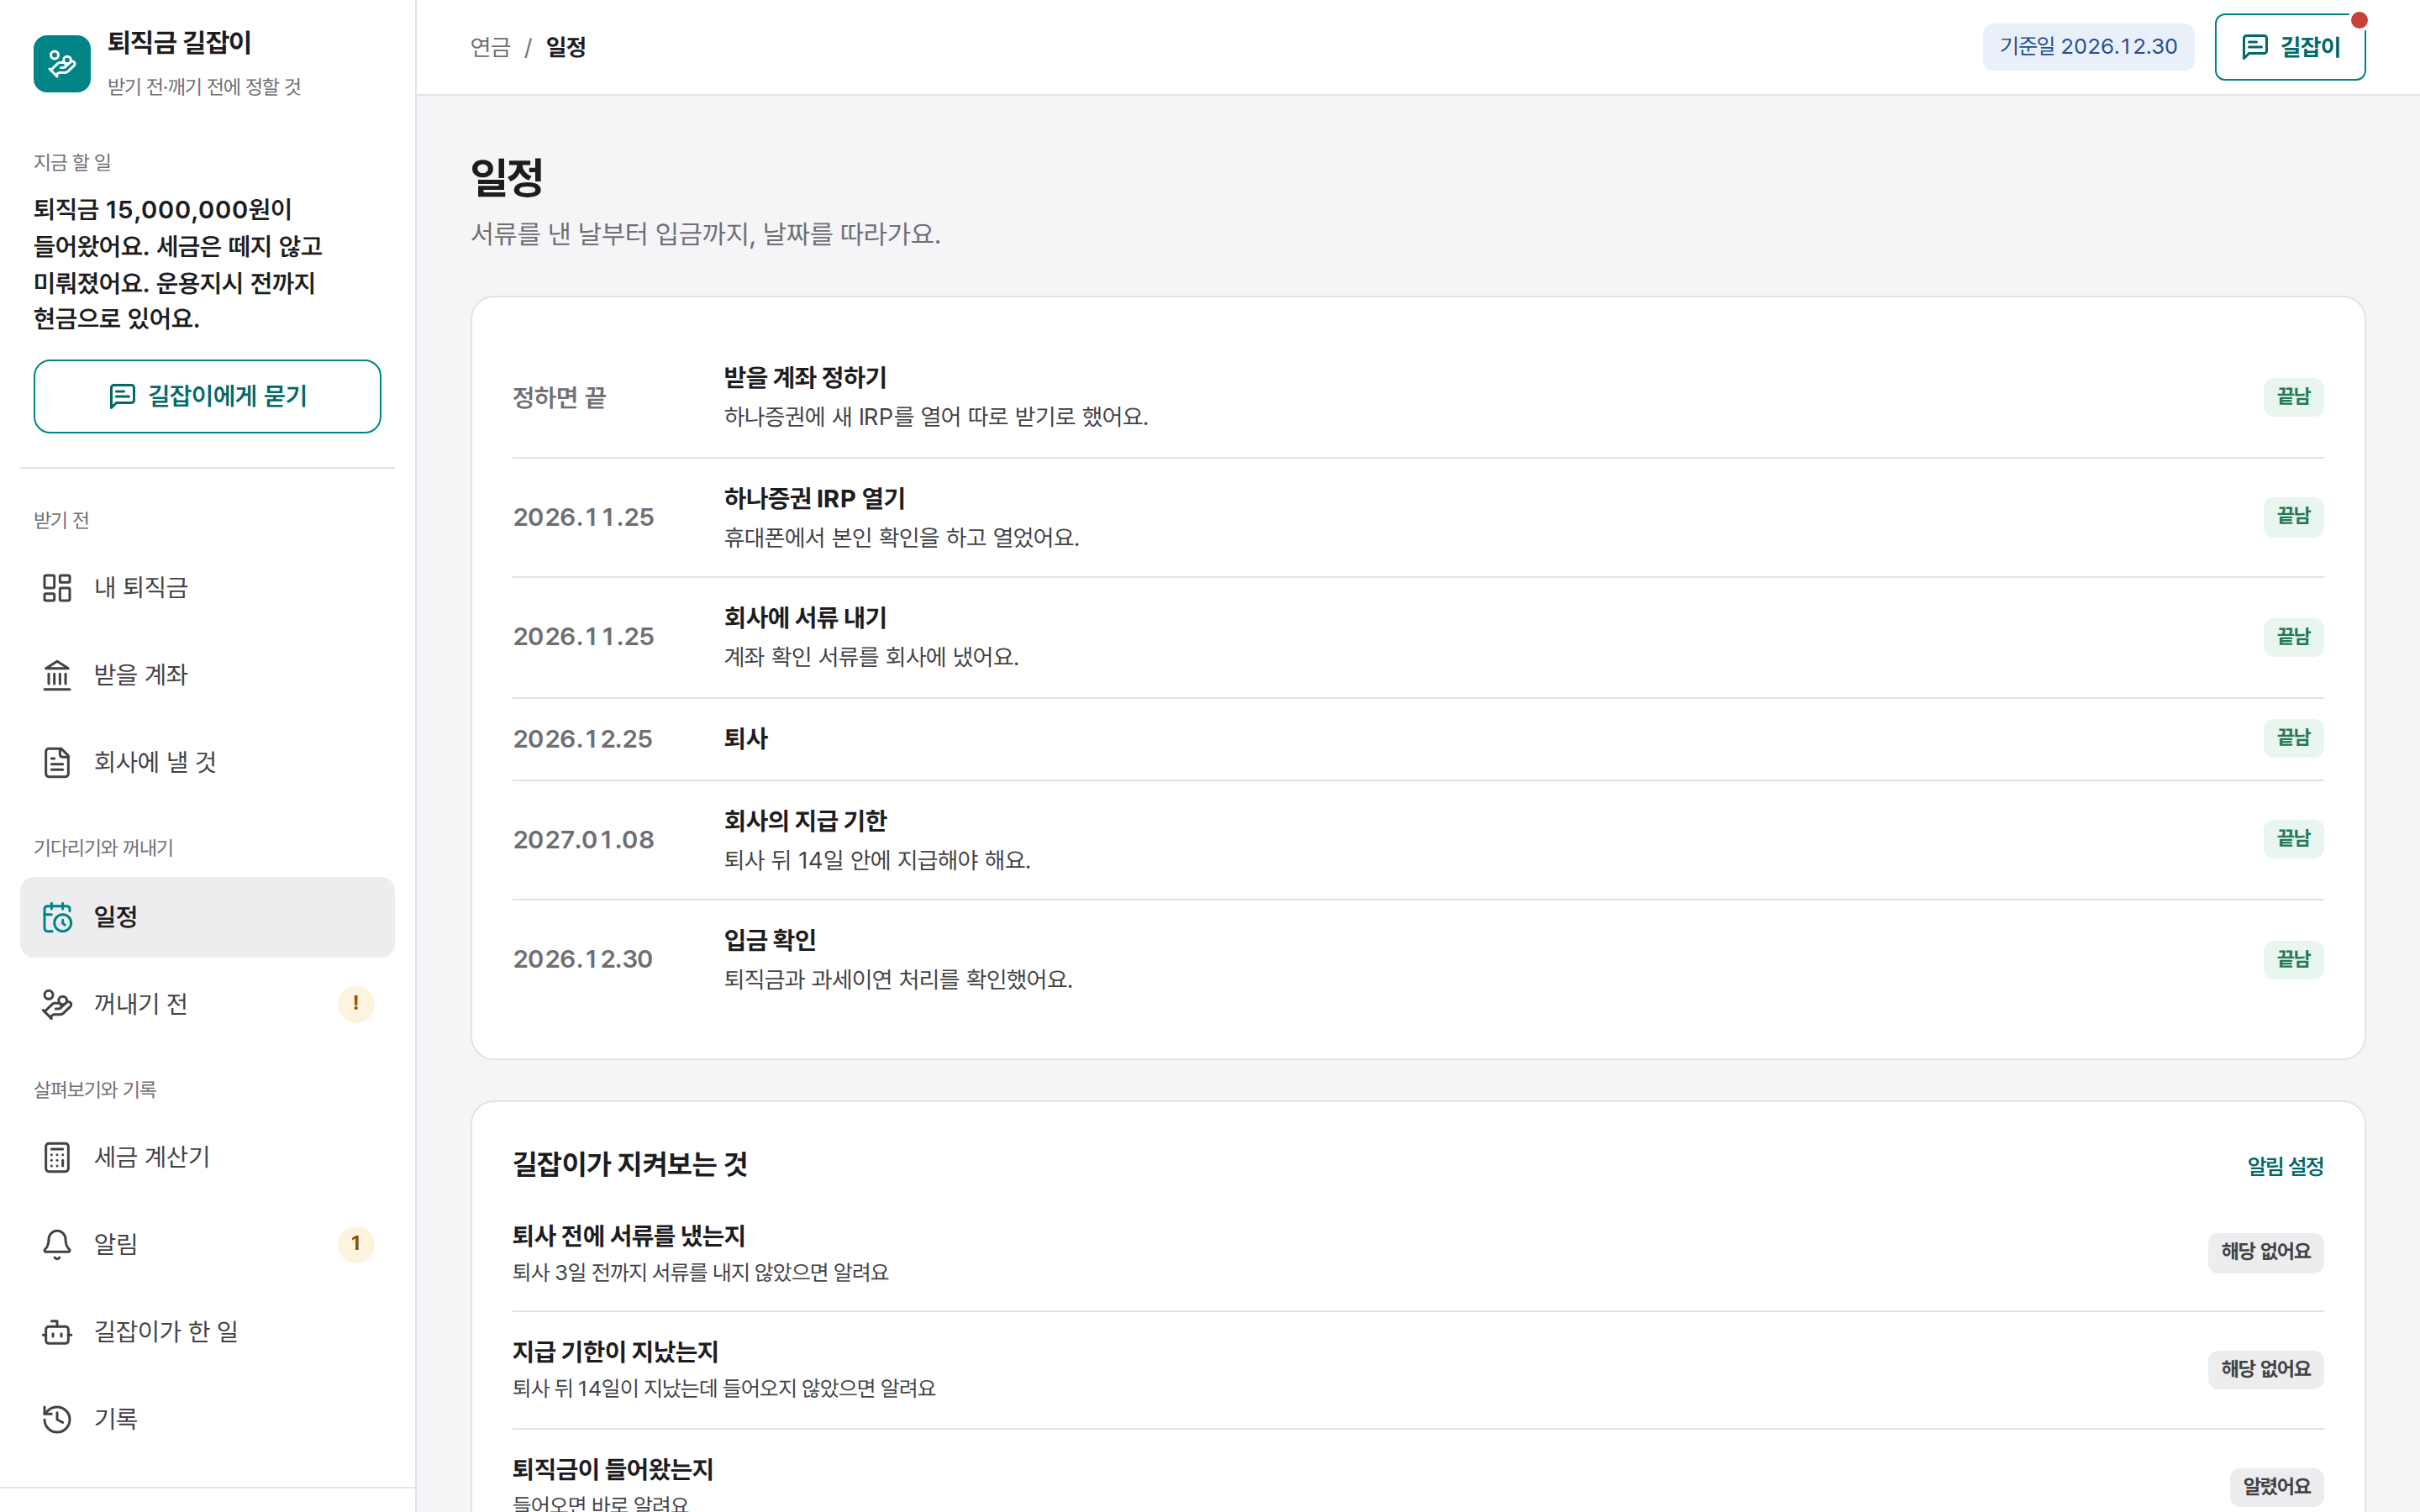 퇴직금 길잡이
받기 전·깨기 전에 정할 것
지금 할 일
퇴직금 15,000,000원이
들어왔어요. 세금은 떼지 않고
미뤄졌어요. 운용지시 전까지
현금으로 있어요.
길잡이에게 묻기
받기 전
내 퇴직금
받을 계좌
회사에 낼 것
기다리기와 꺼내기
일정
꺼내기 전
!
살펴보기와 기록
세금 계산기
알림
1
길잡이가 한 일
기록
연금 / 일정
기준일 2026.12.30
길잡이
일정
서류를 낸 날부터 입금까지, 날짜를 따라가요.
정하면 끝
받을 계좌 정하기
하나증권에 새 IRP를 열어 따로 받기로 했어요.
끝남
2026.11.25
하나증권 IRP 열기
휴대폰에서 본인 확인을 하고 열었어요.
끝남
2026.11.25
회사에 서류 내기
계좌 확인 서류를 회사에 냈어요.
끝남
2026.12.25
퇴사
끝남
2027.01.08
회사의 지급 기한
퇴사 뒤 14일 안에 지급해야 해요.
끝남
2026.12.30
입금 확인
퇴직금과 과세이연 처리를 확인했어요.
끝남
길잡이가 지켜보는 것
알림 설정
퇴사 전에 서류를 냈는지
퇴사 3일 전까지 서류를 내지 않았으면 알려요
해당 없어요
지급 기한이 지났는지
퇴사 뒤 14일이 지났는데 들어오지 않았으면 알려요
해당 없어요
퇴직금이 들어왔는지
들어오면 바로 알려요
알렸어요